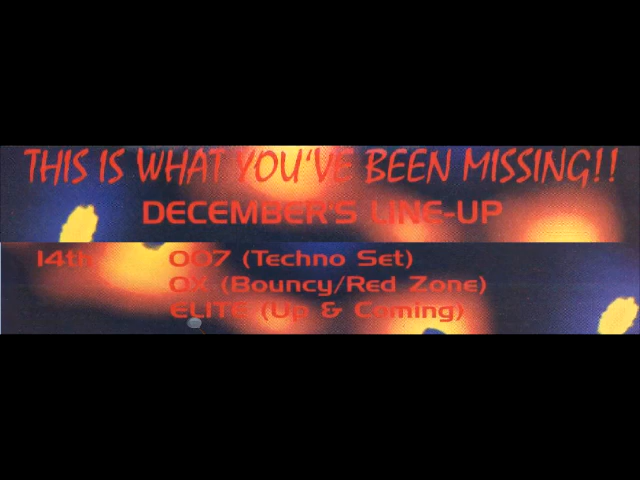 THIS IS WHAT YOU'VE BEEN MISSING!!
DECEMBER'S LINE-UP
14th 007 (Techno Set)
OX (Bouncy/Red Zone)
ELITE (Up & Coming)